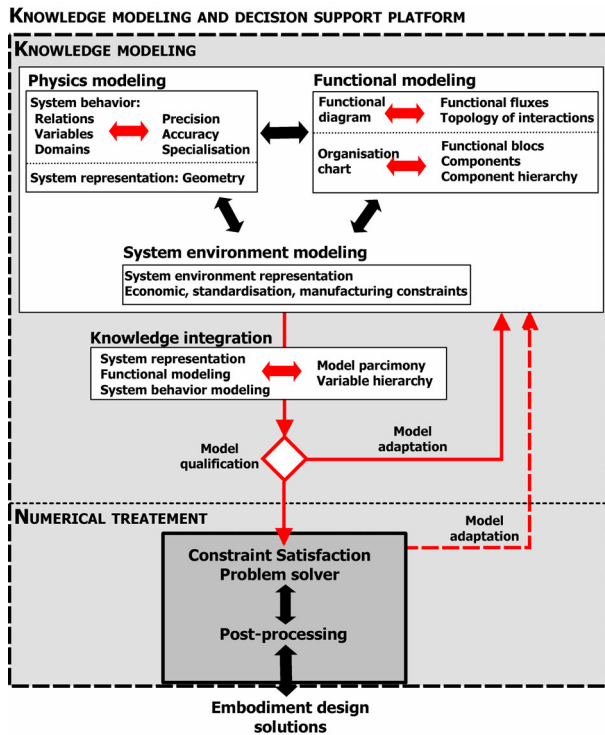 KNOWLEDGE MODELING AND DECISION SUPPORT PLATFORM
KNOWLEDGE MODELING
Physics modeling
System behavior:
Relations
Variables
Domains
Precision
Accuracy
Specialisation
System representation: Geometry
Functional modeling
Functional
diagram
Functional fluxes
Topology of interactions
Organisation
chart
Functional blocs
Components
Component hierarchy
System environment modeling
System environment representation
Economic, standardisation, manufacturing constraints
Knowledge integration
System representation
Functional modeling
System behavior modeling
Model parcimony
Variable hierarchy
Model
qualification
Model
adaptation
NUMERICAL TREATEMENT
Model
adaptation
Constraint Satisfaction
Problem solver
Post-processing
Embodiment design
solutions